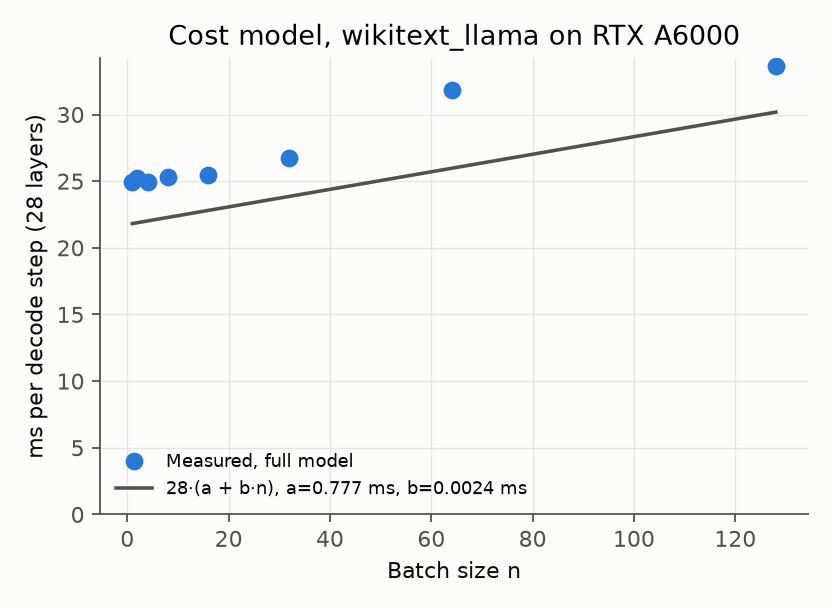 Cost model, wikitext_llama on RTX A6000
ms per decode step (28 layers)
30
25
20
15
10
5
0
Measured, full model
28·(a + b·n), a=0.777 ms, b=0.0024 ms
0 20 40 60 80 100 120
Batch size n